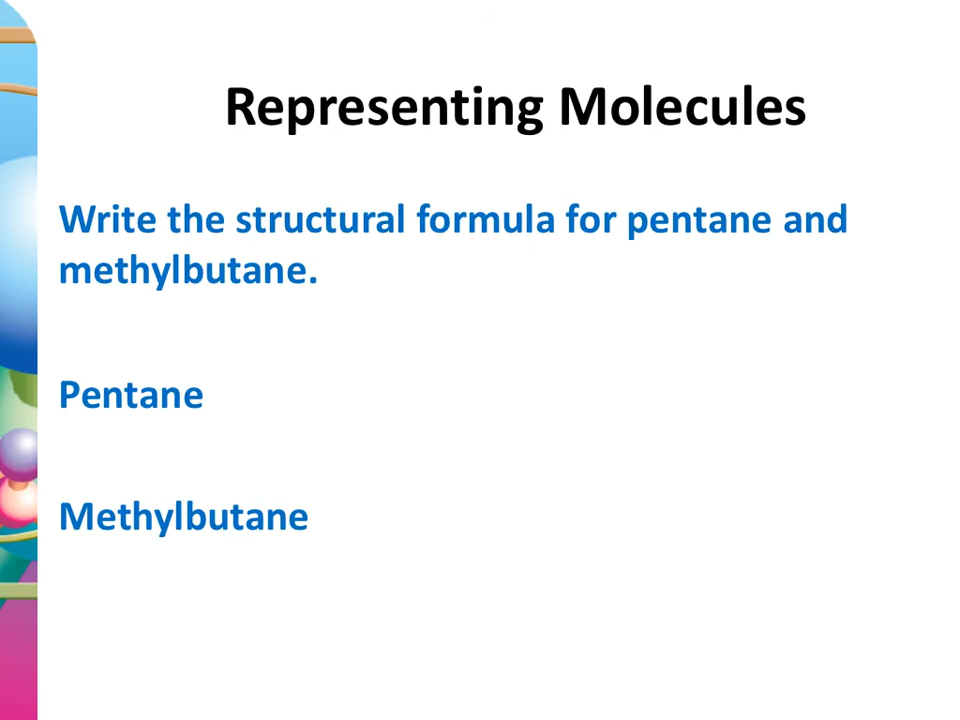 Representing Molecules
Write the structural formula for pentane and
methylbutane.
Pentane
Methylbutane